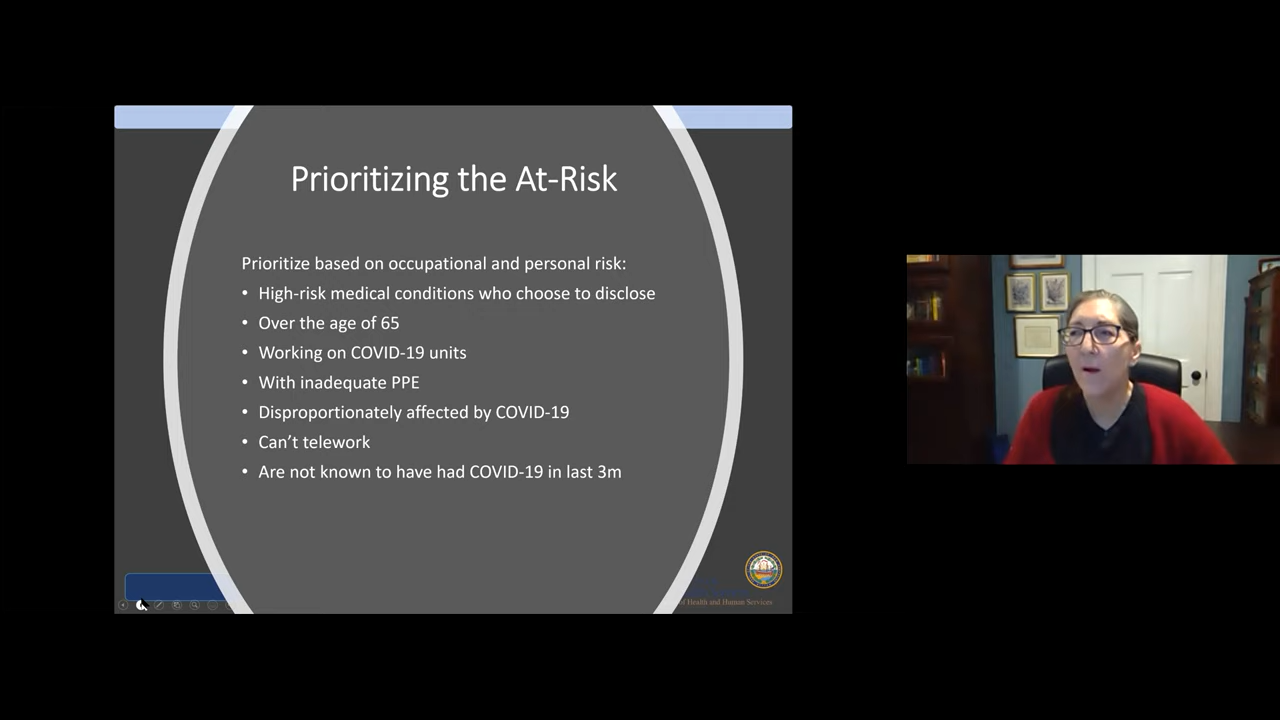 Prioritizing the At-Risk
Prioritize based on occupational and personal risk:
• High-risk medical conditions who choose to disclose
• Over the age of 65
• Working on COVID-19 units
• With inadequate PPE
• Disproportionately affected by COVID-19
• Can’t telework
• Are not known to have had COVID-19 in last 3m
of Health and Human Services